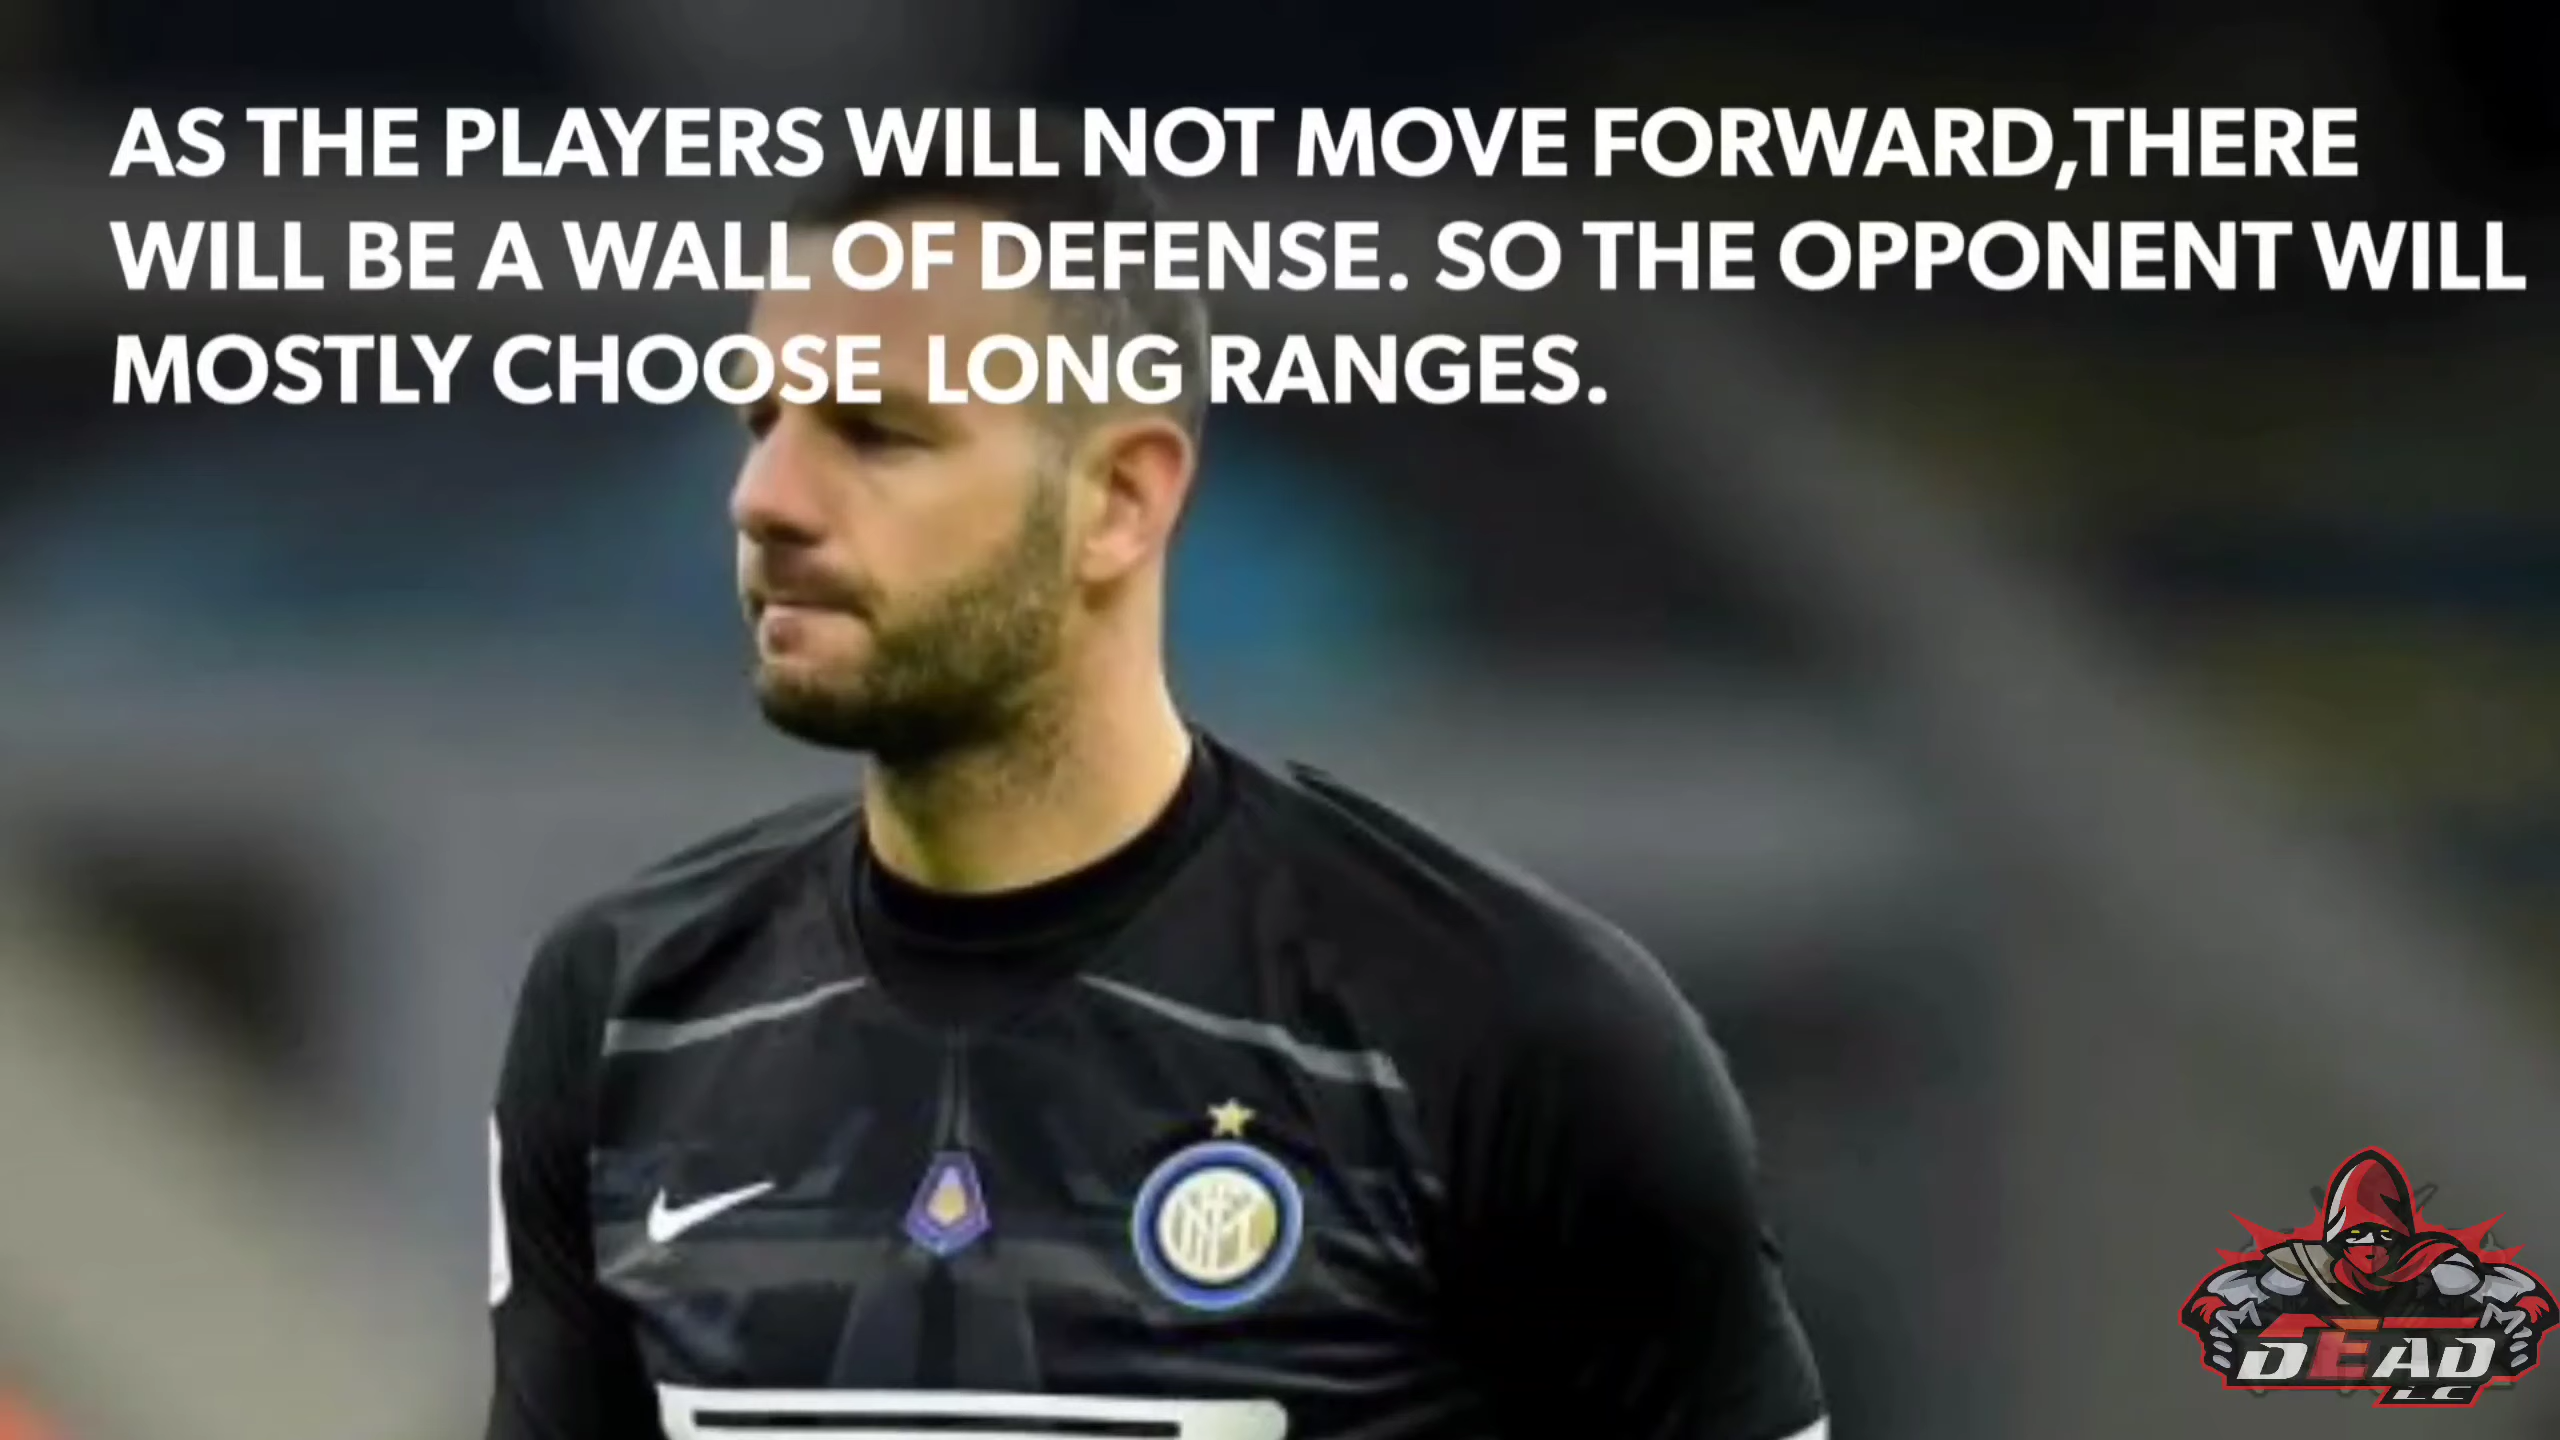 AS THE PLAYERS WILL NOT MOVE FORWARD,THERE
WILL BE A WALL OF DEFENSE. SO THE OPPONENT WILL
MOSTLY CHOOSE  LONG RANGES.
DEAD
LC